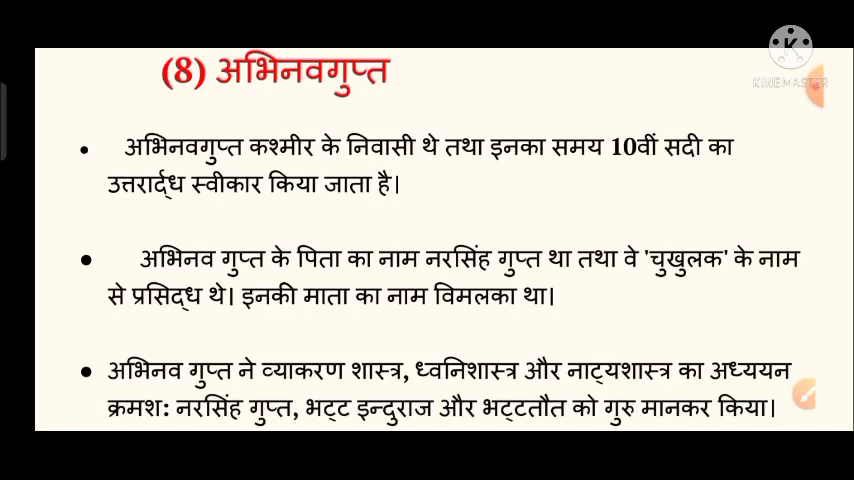 (8) अभिनवगुप्त
KINEMASTER
• अभिनवगुप्त कश्मीर के निवासी थे तथा इनका समय 10वीं सदी का
उत्तरार्द्ध स्वीकार किया जाता है।
• अभिनव गुप्त के पिता का नाम नरसिंह गुप्त था तथा वे 'चुखुलक' के नाम
से प्रसिद्ध थे। इनकी माता का नाम विमलका था।
• अभिनव गुप्त ने व्याकरण शास्त्र, ध्वनिशास्त्र और नाट्यशास्त्र का अध्ययन
क्रमश: नरसिंह गुप्त, भट्ट इन्दुराज और भट्टतौत को गुरु मानकर किया।